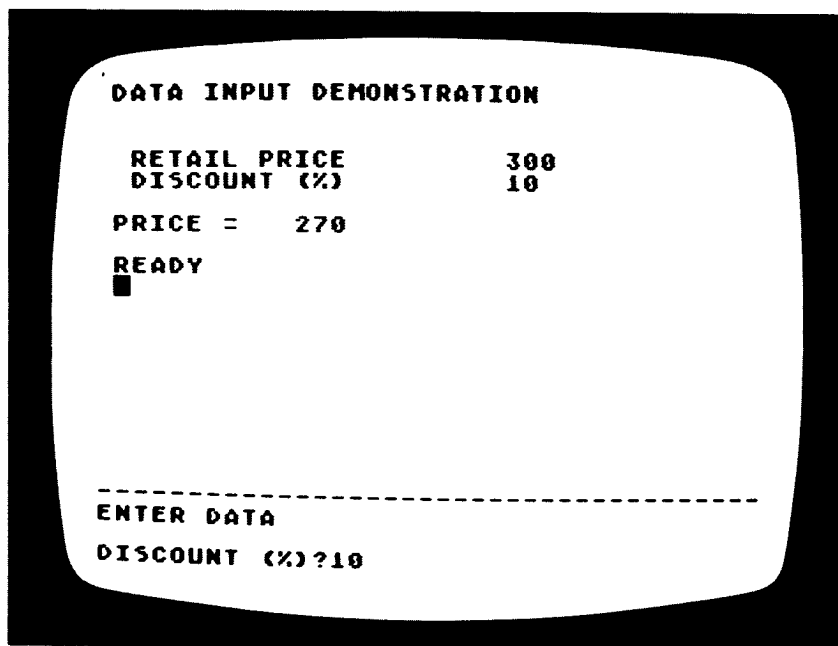 DATA INPUT DEMONSTRATION
RETAIL PRICE 300
DISCOUNT (%) 10
PRICE = 270
READY
ENTER DATA
DISCOUNT (%)?10